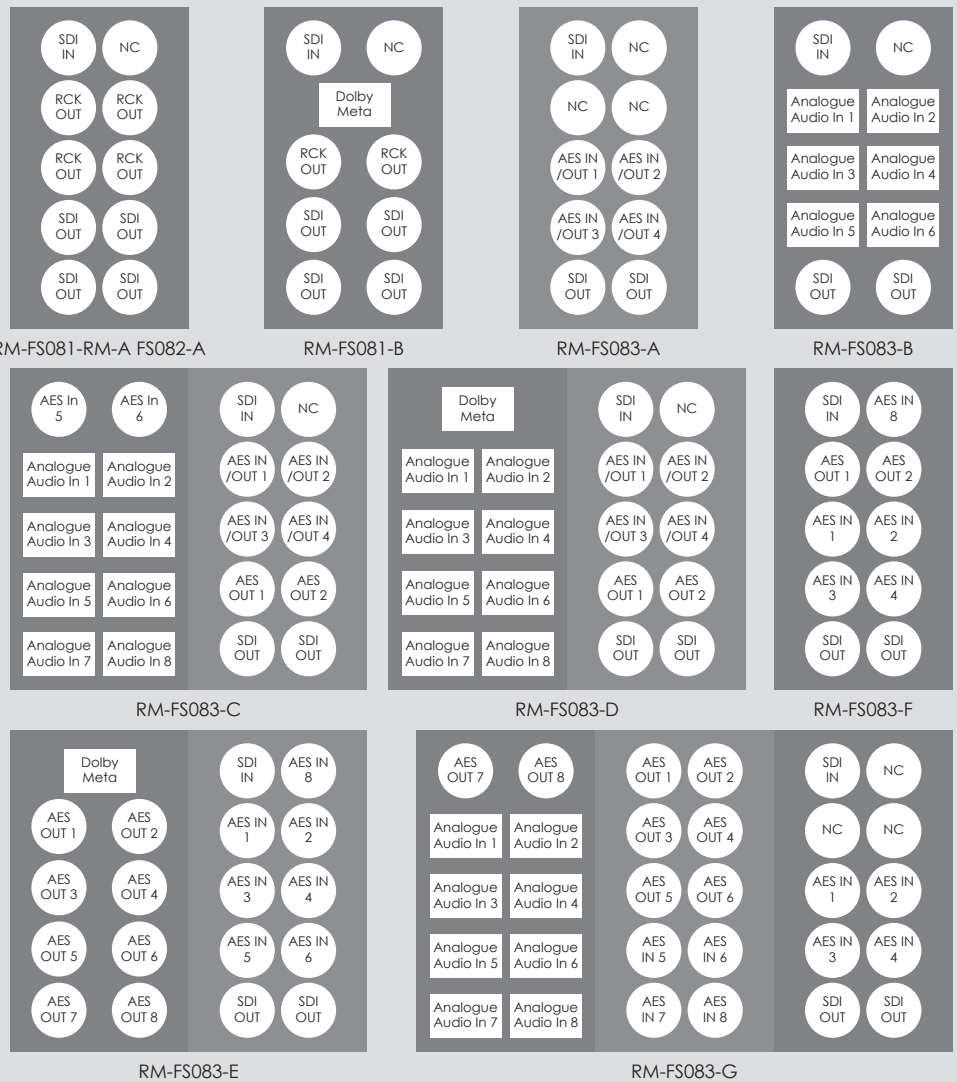 SDI
IN
NC
RCK
OUT
RCK
OUT
RCK
OUT
RCK
OUT
SDI
OUT
SDI
OUT
SDI
OUT
SDI
OUT
RM-FS081-RM-A FS082-A
SDI
IN
NC
Dolby
Meta
RCK
OUT
RCK
OUT
SDI
OUT
SDI
OUT
SDI
OUT
SDI
OUT
RM-FS081-B
SDI
IN
NC
NC
NC
AES IN
/OUT 1
AES IN
/OUT 2
AES IN
/OUT 3
AES IN
/OUT 4
SDI
OUT
SDI
OUT
RM-FS083-A
SDI
IN
NC
Analogue
Audio In 1
Analogue
Audio In 2
Analogue
Audio In 3
Analogue
Audio In 4
Analogue
Audio In 5
Analogue
Audio In 6
SDI
OUT
SDI
OUT
RM-FS083-B
AES In
5
AES In
6
Analogue
Audio In 1
Analogue
Audio In 2
Analogue
Audio In 3
Analogue
Audio In 4
Analogue
Audio In 5
Analogue
Audio In 6
Analogue
Audio In 7
Analogue
Audio In 8
SDI
IN
NC
AES IN
/OUT 1
AES IN
/OUT 2
AES IN
/OUT 3
AES IN
/OUT 4
AES
OUT 1
AES
OUT 2
SDI
OUT
SDI
OUT
RM-FS083-C
Dolby
Meta
Analogue
Audio In 1
Analogue
Audio In 2
Analogue
Audio In 3
Analogue
Audio In 4
Analogue
Audio In 5
Analogue
Audio In 6
Analogue
Audio In 7
Analogue
Audio In 8
SDI
IN
NC
AES IN
/OUT 1
AES IN
/OUT 2
AES IN
/OUT 3
AES IN
/OUT 4
AES
OUT 1
AES
OUT 2
SDI
OUT
SDI
OUT
RM-FS083-D
SDI
IN
AES IN
8
AES
OUT 1
AES
OUT 2
AES IN
1
AES IN
2
AES IN
3
AES IN
4
SDI
OUT
SDI
OUT
RM-FS083-F
Dolby
Meta
AES
OUT 1
AES
OUT 2
AES
OUT 3
AES
OUT 4
AES
OUT 5
AES
OUT 6
AES
OUT 7
AES
OUT 8
SDI
IN
AES IN
8
AES IN
1
AES IN
2
AES IN
3
AES IN
4
AES IN
5
AES IN
6
SDI
OUT
SDI
OUT
RM-FS083-E
AES
OUT 7
AES
OUT 8
Analogue
Audio In 1
Analogue
Audio In 2
Analogue
Audio In 3
Analogue
Audio In 4
Analogue
Audio In 5
Analogue
Audio In 6
Analogue
Audio In 7
Analogue
Audio In 8
AES
OUT 1
AES
OUT 2
AES
OUT 3
AES
OUT 4
AES
OUT 5
AES
OUT 6
AES
IN 5
AES
IN 6
AES
IN 7
AES
IN 8
SDI
IN
NC
NC
NC
AES IN
1
AES IN
2
AES IN
3
AES IN
4
SDI
OUT
SDI
OUT
RM-FS083-G